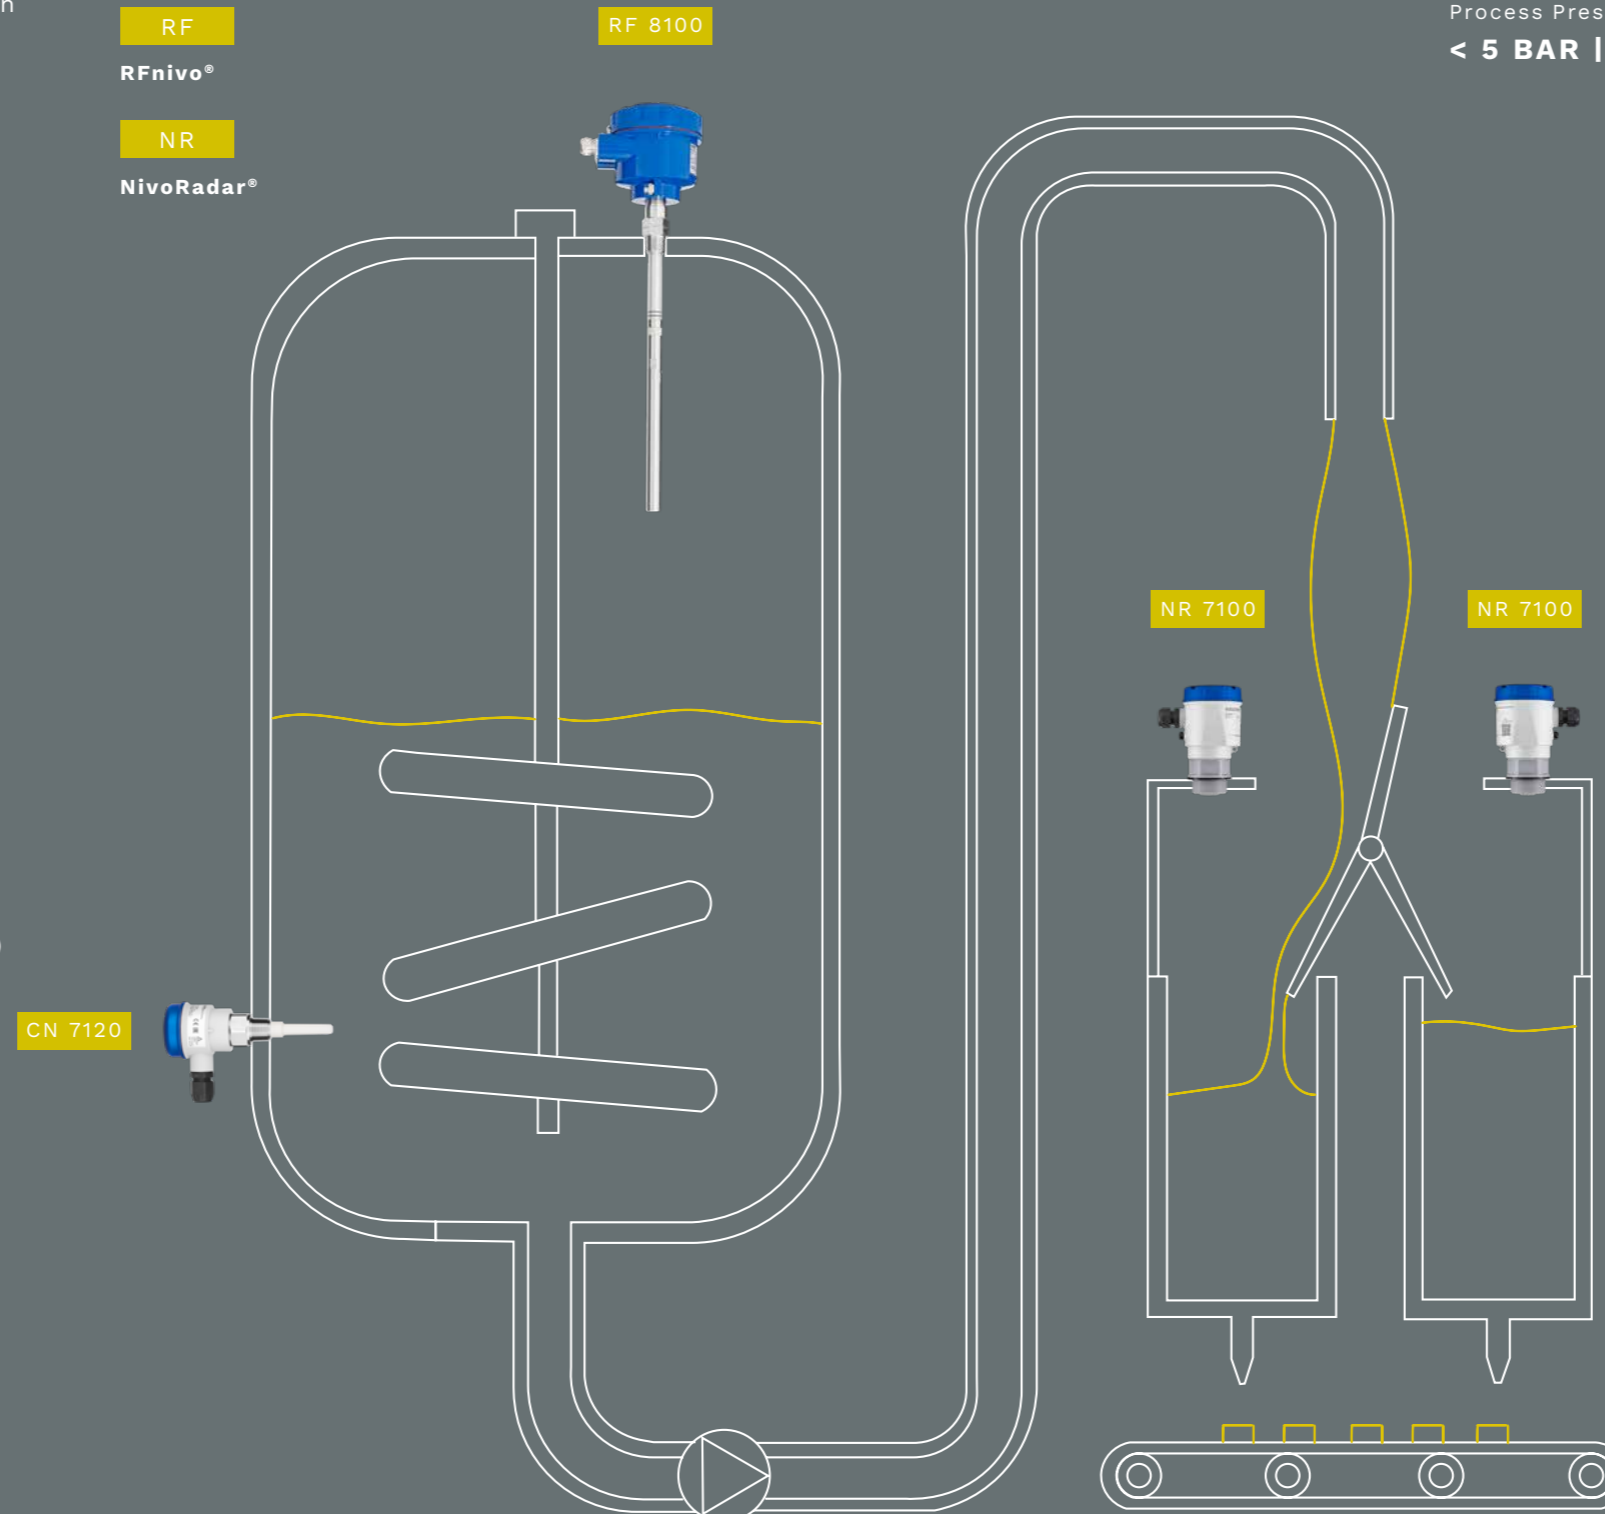 RF
RFnivo®
NR
NivoRadar®
RF 8100
Process Pres
< 5 BAR |
NR 7100
NR 7100
CN 7120